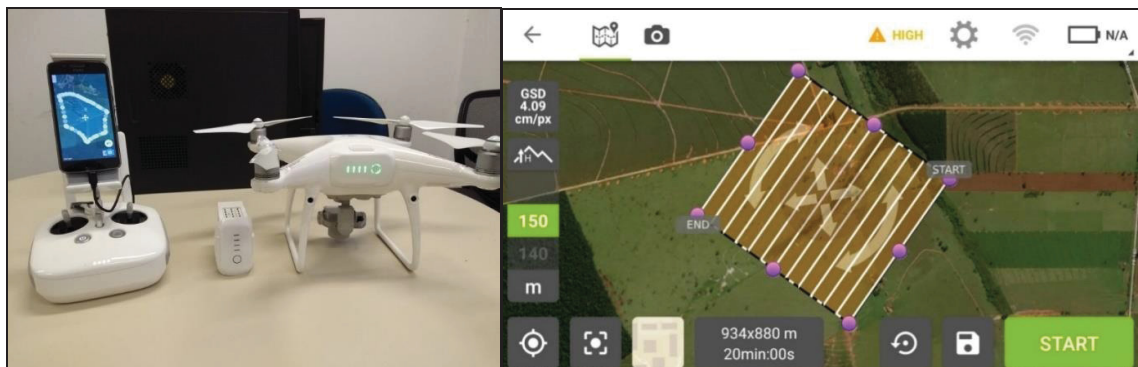 HIGH
N/A
GSD
4.09
cm/px
H
START
150
END
140
m
934x880 m
20min:00s
START